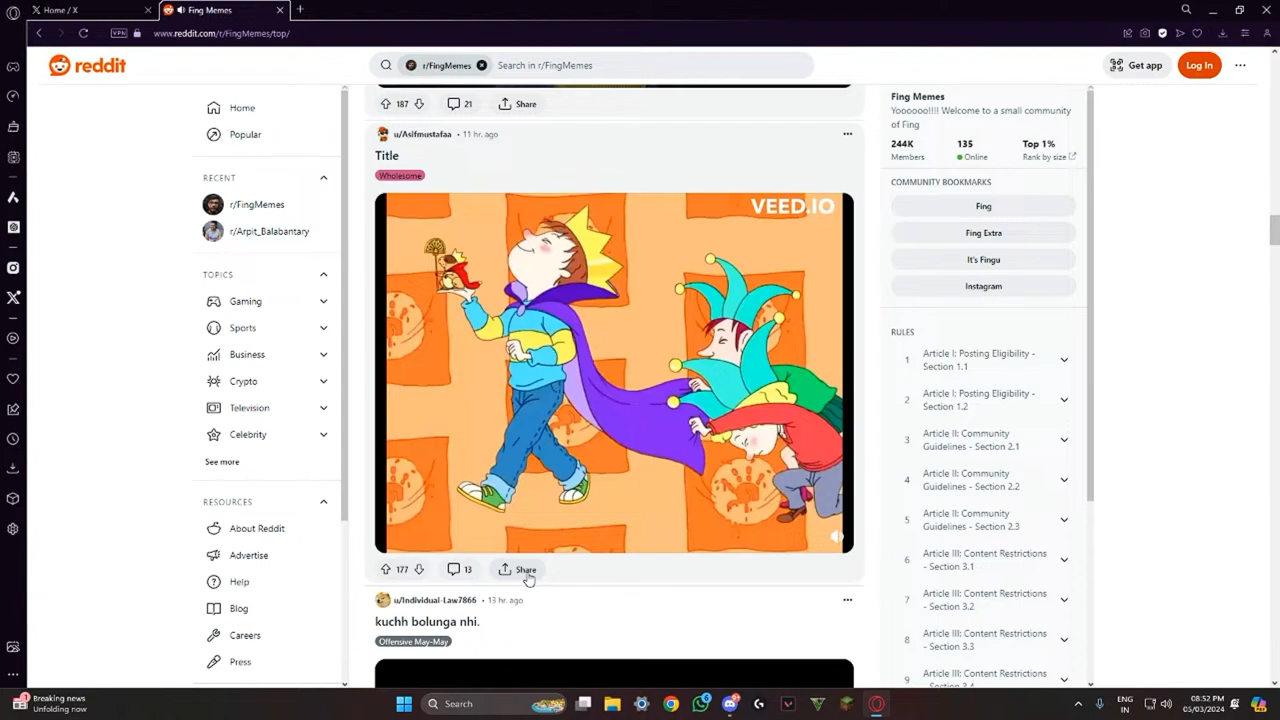 Home / X
Fing Memes
VPN
www.reddit.com/r/FingMemes/top/
reddit
r/FingMemes
Search in r/FingMemes
Get app
Log In
Home
Popular
RECENT
r/FingMemes
r/Arpit_Balabantary
TOPICS
Gaming
Sports
Business
Crypto
Television
Celebrity
See more
RESOURCES
About Reddit
Advertise
Help
Blog
Careers
Press
187
21
Share
u/Asifmustafaa • 11 hr. ago
Title
Wholesome
VEED.IO
177
13
Share
u/Individual-Law7866 • 13 hr. ago
kuchh bolunga nhi.
Offensive May-May
Fing Memes
Yoooooo!!!! Welcome to a small community
of Fing
244K
135
Top 1%
Members
Online
Rank by size
COMMUNITY BOOKMARKS
Fing
Fing Extra
It's Fingu
Instagram
RULES
1
Article I: Posting Eligibility -
Section 1.1
2
Article I: Posting Eligibility -
Section 1.2
3
Article II: Community
Guidelines - Section 2.1
4
Article II: Community
Guidelines - Section 2.2
5
Article II: Community
Guidelines - Section 2.3
6
Article III: Content Restrictions
- Section 3.1
7
Article III: Content Restrictions
- Section 3.2
8
Article III: Content Restrictions
- Section 3.3
9
Article III: Content Restrictions
- Section 3.4
Breaking news
Unfolding now
Search
ENG
IN
08:52
05/03/2024